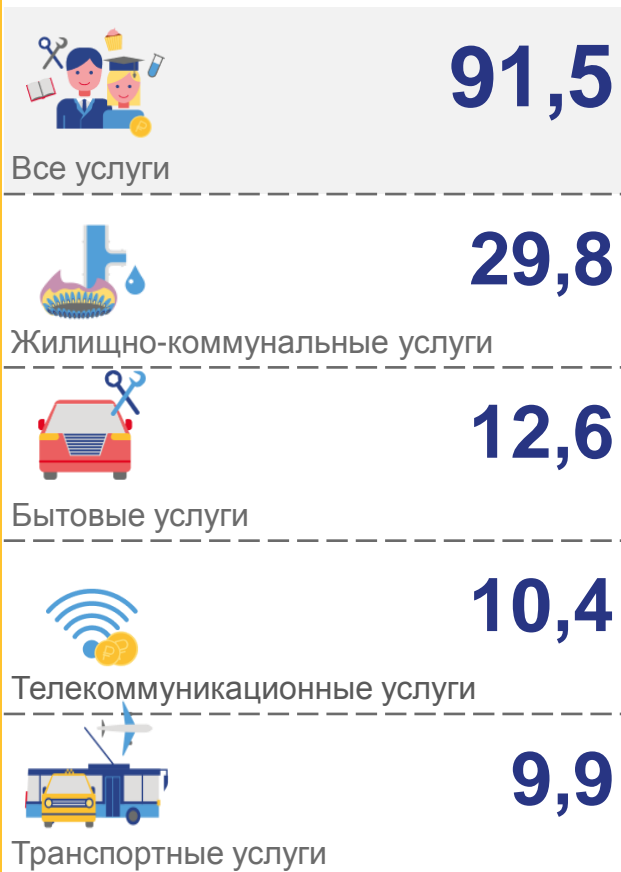 91,5
Все услуги
29,8
Жилищно-коммунальные услуги
12,6
Бытовые услуги
10,4
Телекоммуникационные услуги
9,9
Транспортные услуги